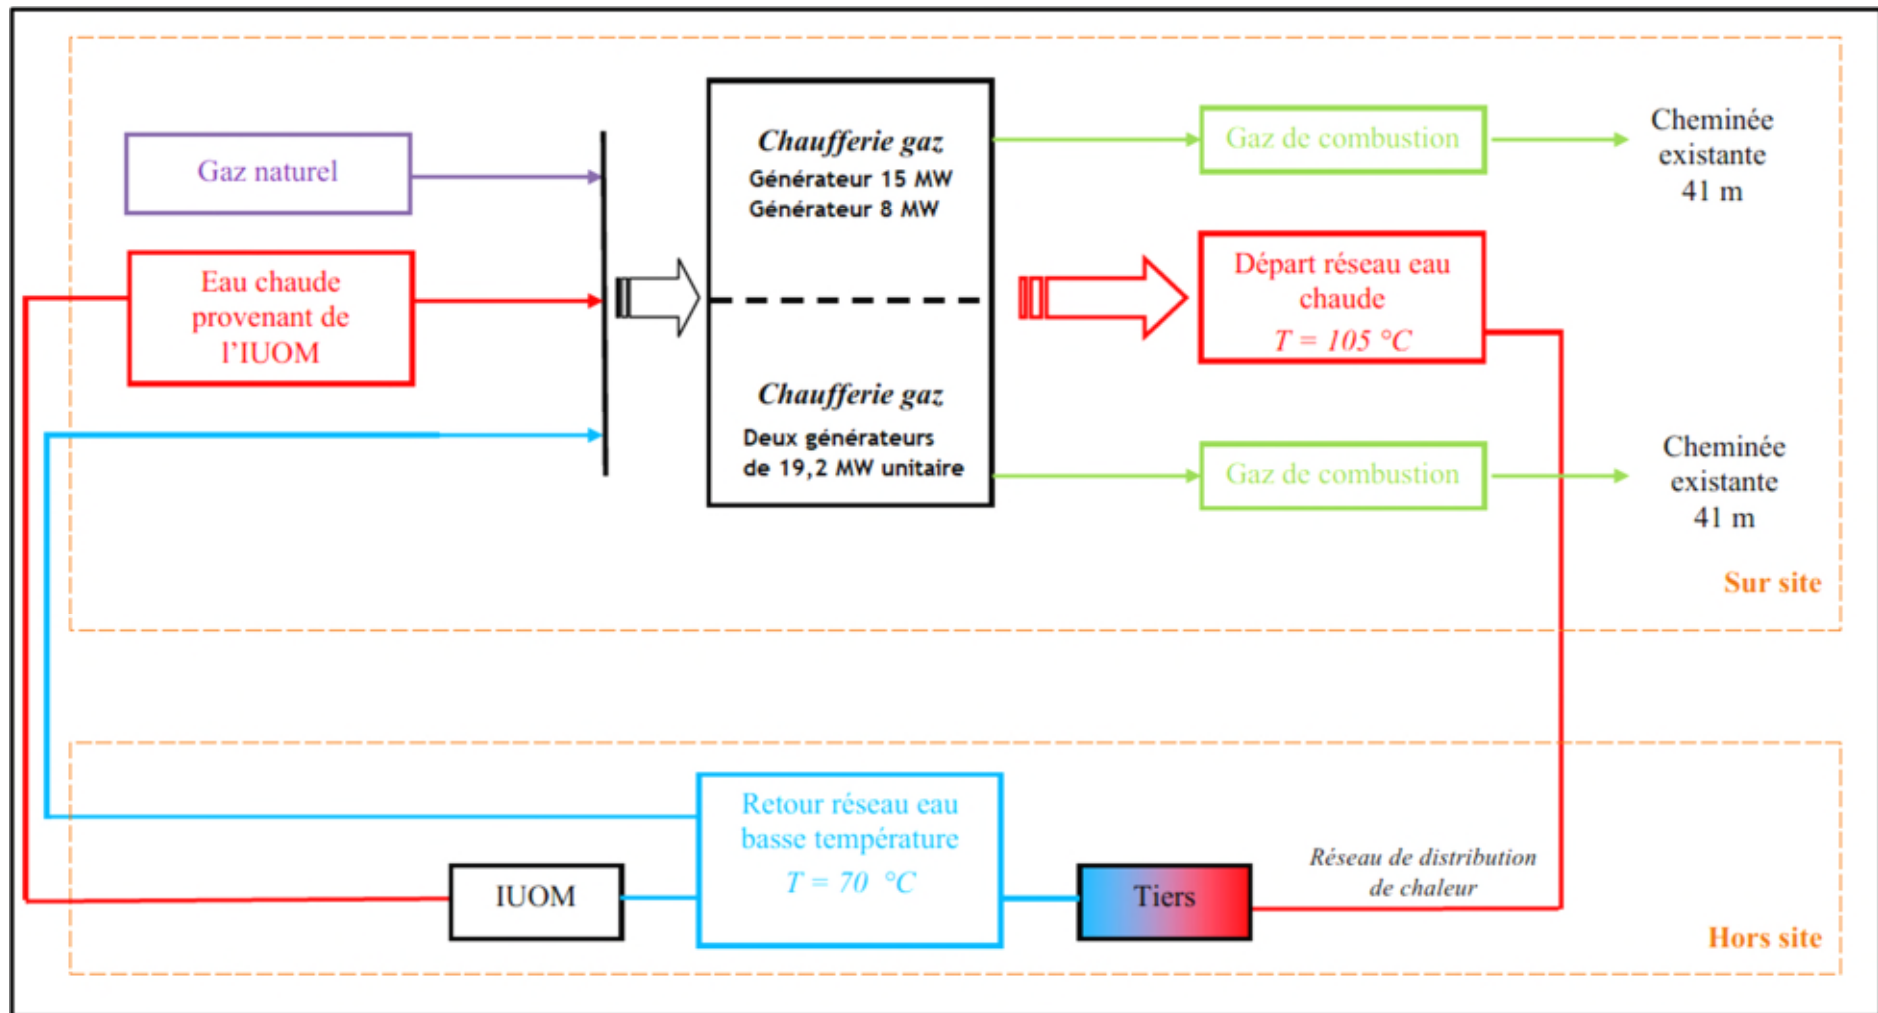 Gaz naturel
Eau chaude
provenant de
l’IUOM
Chaufferie gaz
Générateur 15 MW
Générateur 8 MW
Chaufferie gaz
Deux générateurs
de 19,2 MW unitaire
Gaz de combustion
Cheminée
existante
41 m
Départ réseau eau
chaude
T = 105 °C
Gaz de combustion
Cheminée
existante
41 m
Sur site
Retour réseau eau
basse température
T = 70 °C
IUOM
Tiers
Réseau de distribution
de chaleur
Hors site